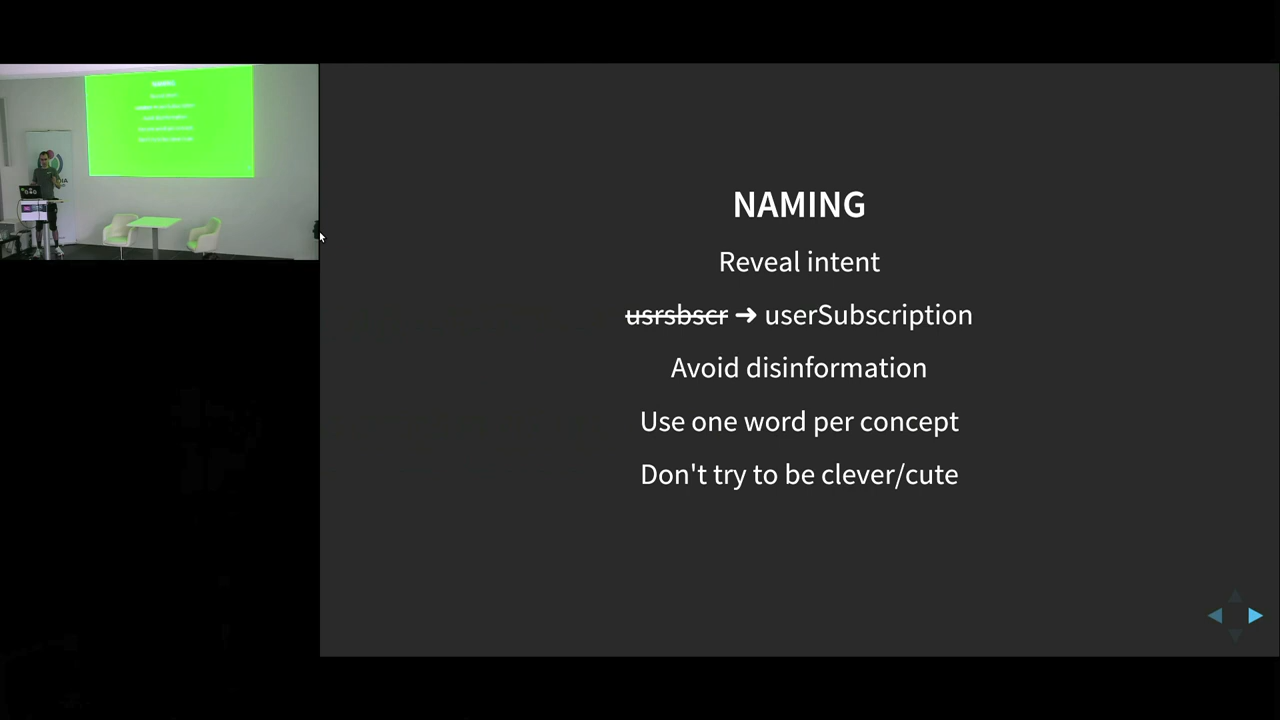 NAMING
Reveal intent
usrsbscr → userSubscription
Avoid disinformation
Use one word per concept
Don't try to be clever/cute